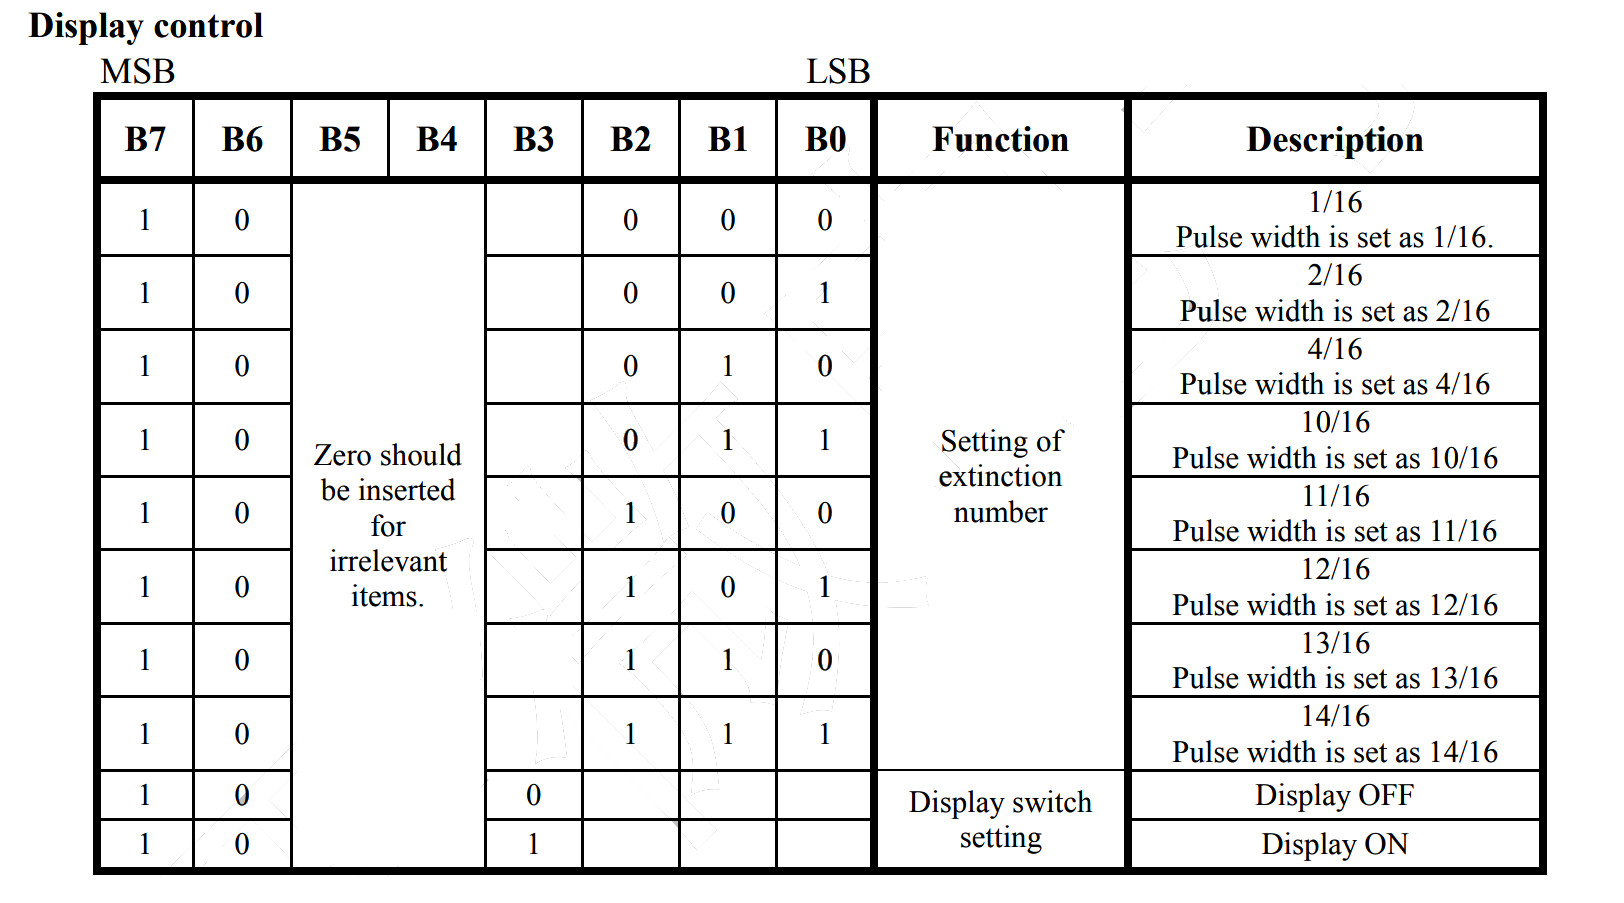 Display control
MSB LSB
B7 B6 B5 B4 B3 B2 B1 B0 Function Description
1 0 0 0 0 1/16
Pulse width is set as 1/16.
1 0 0 0 1 2/16
Pulse width is set as 2/16
1 0 0 1 0 4/16
Pulse width is set as 4/16
1 0 0 1 1 10/16
Pulse width is set as 10/16
1 0 1 0 0 11/16
Pulse width is set as 11/16
1 0 1 0 1 12/16
Pulse width is set as 12/16
1 0 1 1 0 13/16
Pulse width is set as 13/16
1 0 1 1 1 14/16
Pulse width is set as 14/16
Zero should
be inserted
for
irrelevant
items.
Setting of
extinction
number
1 0 0 Display OFF
1 0 1 Display ON
Display switch
setting